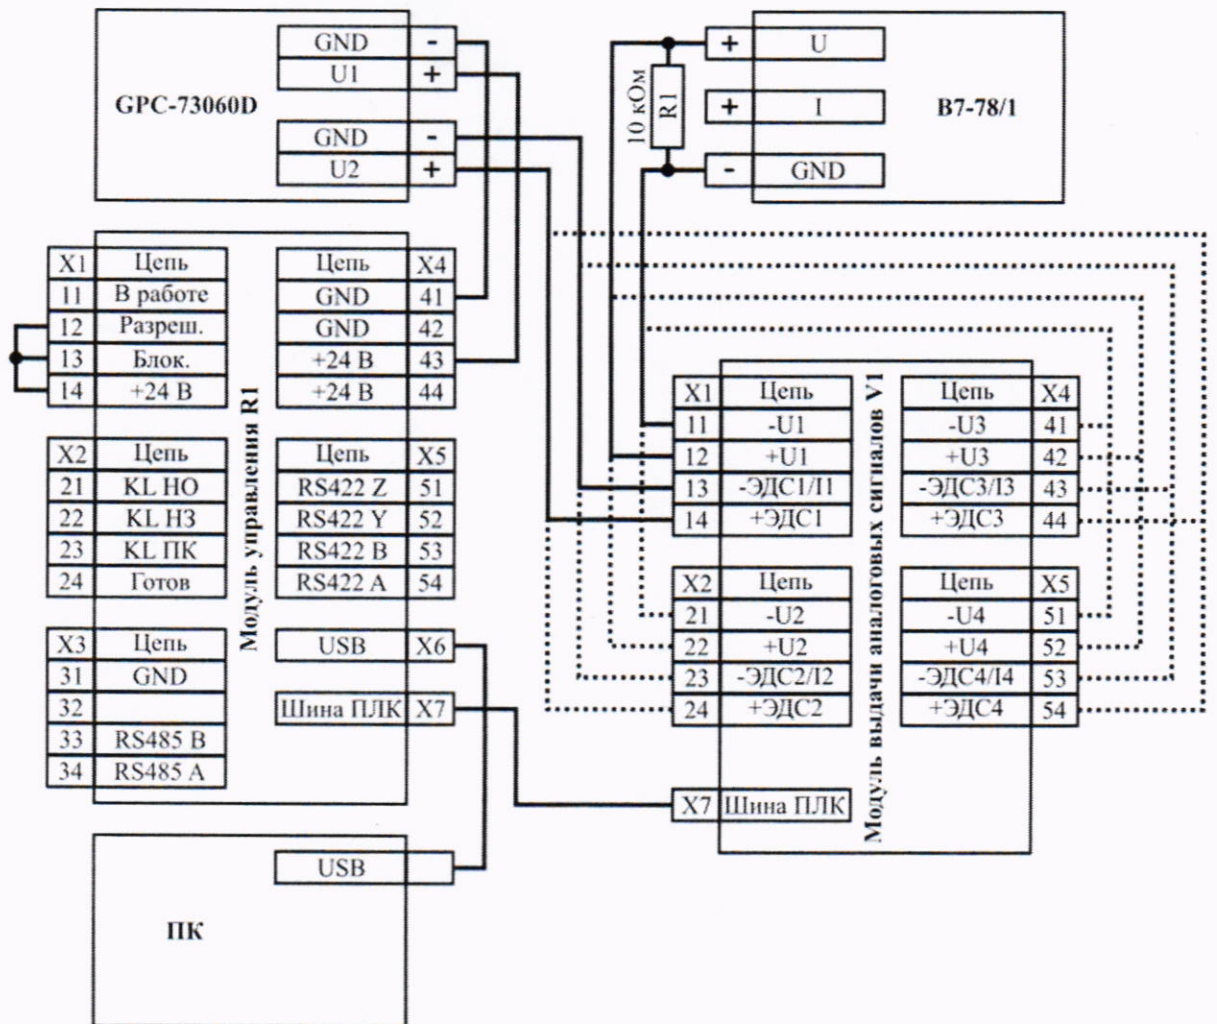 GPC-73060D
GND -
U1 +
GND -
U2 +
+ U
+ I
- GND
B7-78/1
10 кОм
R1
X1 Цепь
11 В работе
12 Разреш.
13 Блок.
14 +24 В
Цепь X4
GND 41
GND 42
+24 В 43
+24 В 44
X2 Цепь
21 KL НО
22 KL НЗ
23 KL ПК
24 Готов
Цепь X5
RS422 Z 51
RS422 Y 52
RS422 B 53
RS422 A 54
X3 Цепь
31 GND
32
33 RS485 B
34 RS485 A
USB X6
Шина ПЛК X7
Модуль управления R1
USB
ПК
X1 Цепь
11 -U1
12 +U1
13 -ЭДС1/I1
14 +ЭДС1
Цепь X4
-U3 41
+U3 42
-ЭДС3/I3 43
+ЭДС3 44
X2 Цепь
21 -U2
22 +U2
23 -ЭДС2/I2
24 +ЭДС2
Цепь X5
-U4 51
+U4 52
-ЭДС4/I4 53
+ЭДС4 54
X7 Шина ПЛК
Модуль выдачи аналоговых сигналов V1